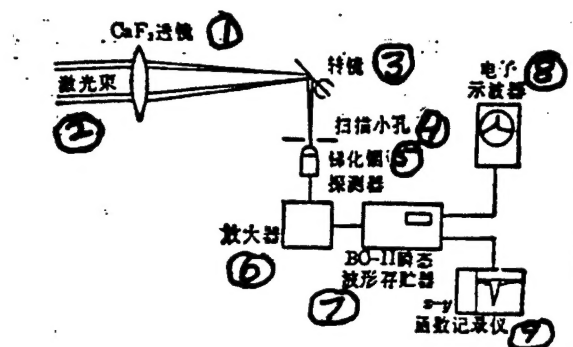 CaF₂透镜 ①
激光束
②
转镜 ③
扫描小孔 ④
锑化铟 ⑤
探测器
放大器
⑥
BO-II瞬态
波形存贮器
⑦
电子
示波器
⑧
x-y
函数记录仪
⑨